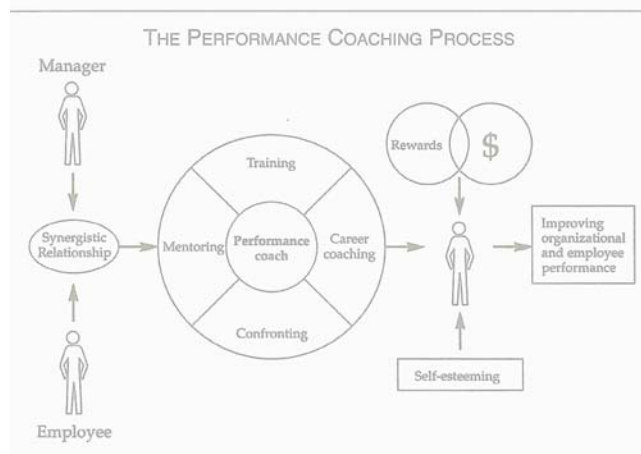 THE PERFORMANCE COACHING PROCESS
Manager
Synergistic
Relationship
Employee
Training
Mentoring
Performance
coach
Career
coaching
Confronting
Rewards
$
Self-esteeming
Improving
organizational
and employee
performance